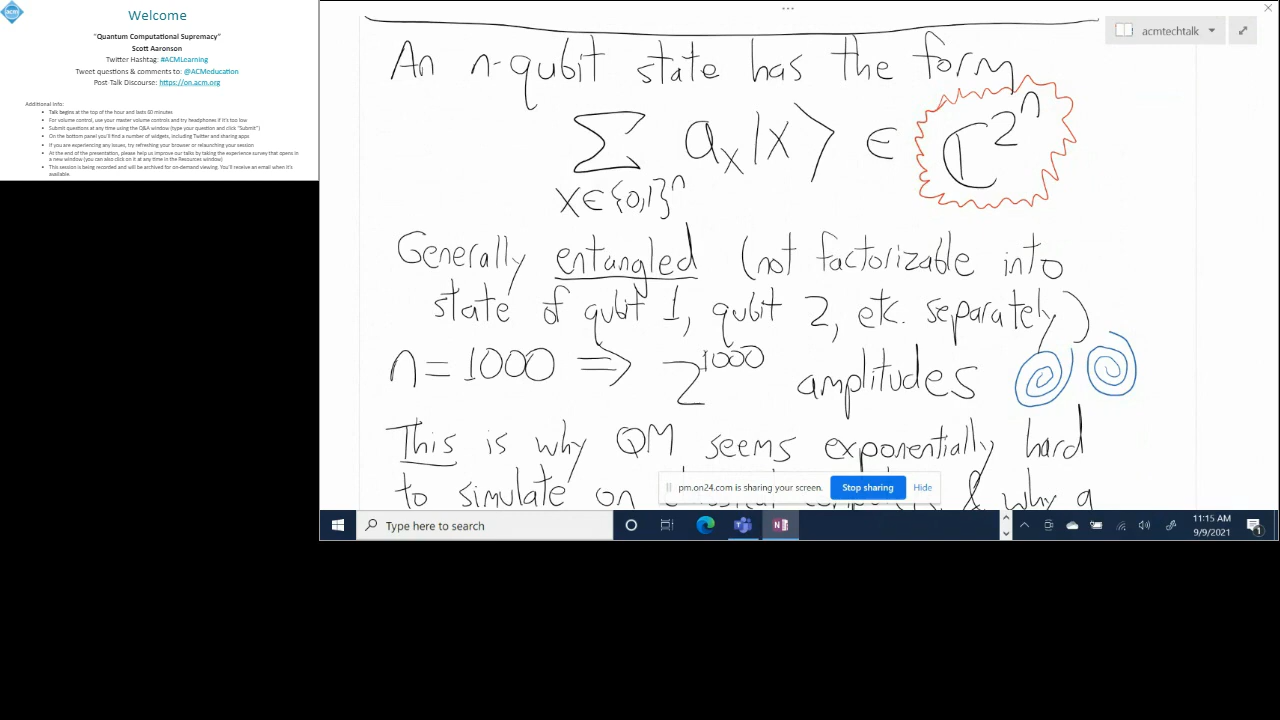 acm
Welcome
"Quantum Computational Supremacy"
Scott Aaronson
Twitter Hashtag: #ACMLearning
Tweet questions & comments to: @ACMeducation
Post-Talk Discourse: https://on.acm.org
Additional Info:
• Talk begins at the top of the hour and lasts 60 minutes
• For volume control, use your master volume controls and try headphones if it's too low
• Submit questions at any time using the Q&A window (type your question and click "Submit")
• On the bottom panel you'll find a number of widgets, including Twitter and sharing apps
• If you are experiencing any issues, try refreshing your browser or relaunching your session
• At the end of the presentation, please help us improve our talks by taking the experience survey that opens in
a new window (you can also click on it at any time in the Resources window)
• This session is being recorded and will be archived for on-demand viewing. You'll receive an email when it's
available.
acmtechtalk
An n-qubit state has the form
∑ aₓ|x⟩ ∈ ℂ^2^n
x∈{0,1}^n
Generally entangled (not factorizable into
state of qubit 1, qubit 2, etc. separately)
n=1000 ⇒ 2^1000 amplitudes
This is why QM seems exponentially hard
to simulate on & why a
pm.on24.com is sharing your screen. Stop sharing Hide
Type here to search
11:15 AM
9/9/2021
1